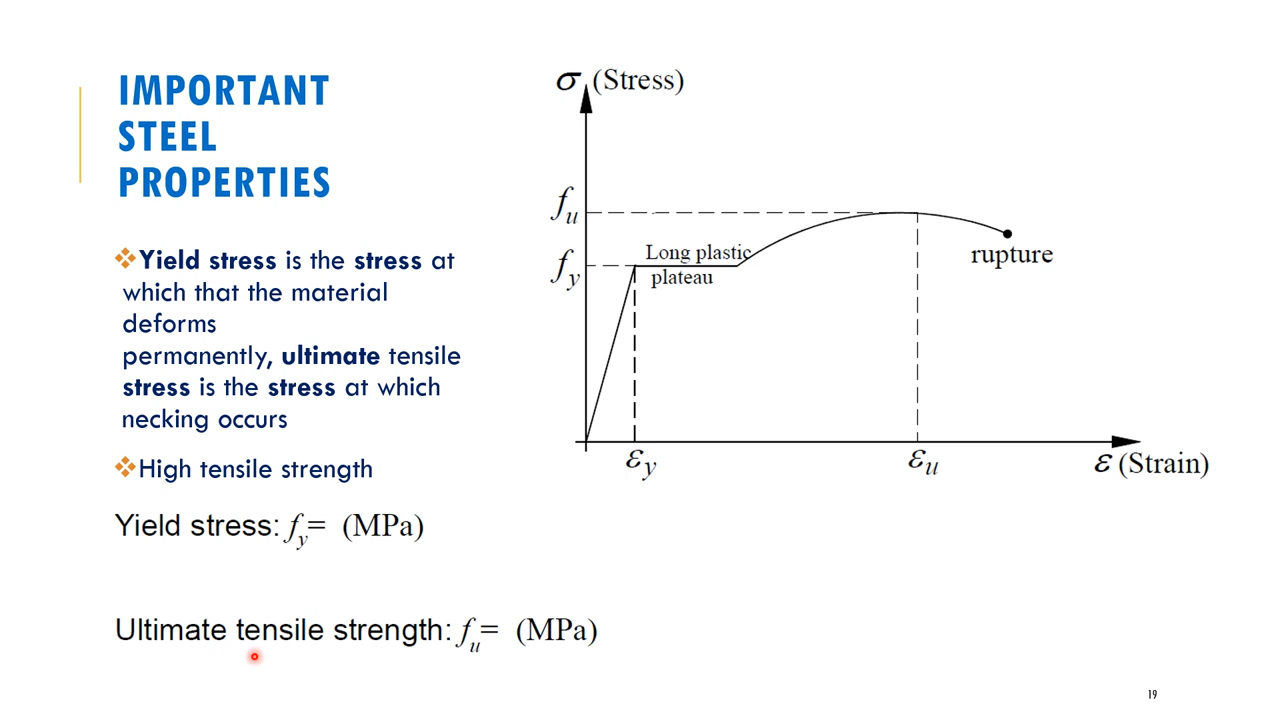 IMPORTANT
STEEL
PROPERTIES
❖Yield stress is the stress at
which that the material
deforms
permanently, ultimate tensile
stress is the stress at which
necking occurs
❖High tensile strength
Yield stress: fy= (MPa)
Ultimate tensile strength: fu= (MPa)
σ (Stress)
fu
fy
Long plastic
plateau
rupture
εy
εu
ε (Strain)
19